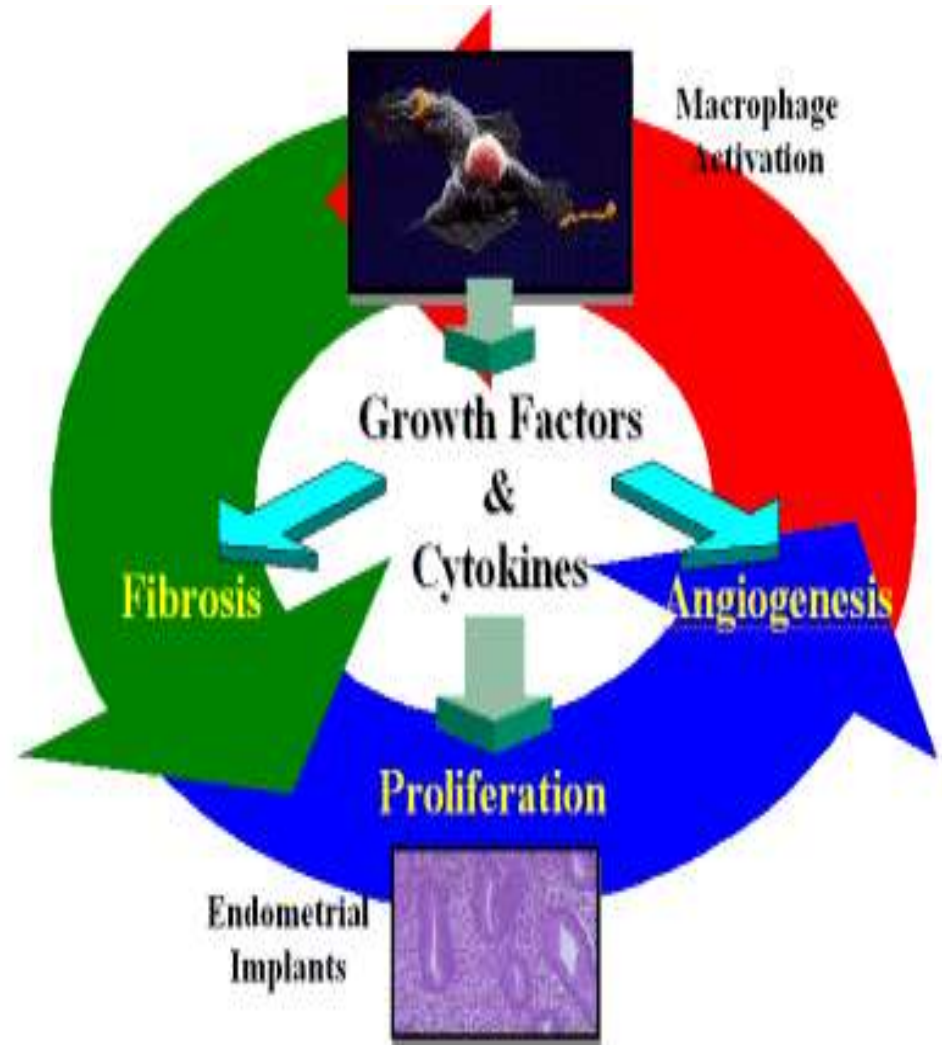 Macrophage
Activation
Growth Factors
&
Cytokines
Fibrosis
Angiogenesis
Proliferation
Endometrial
Implants